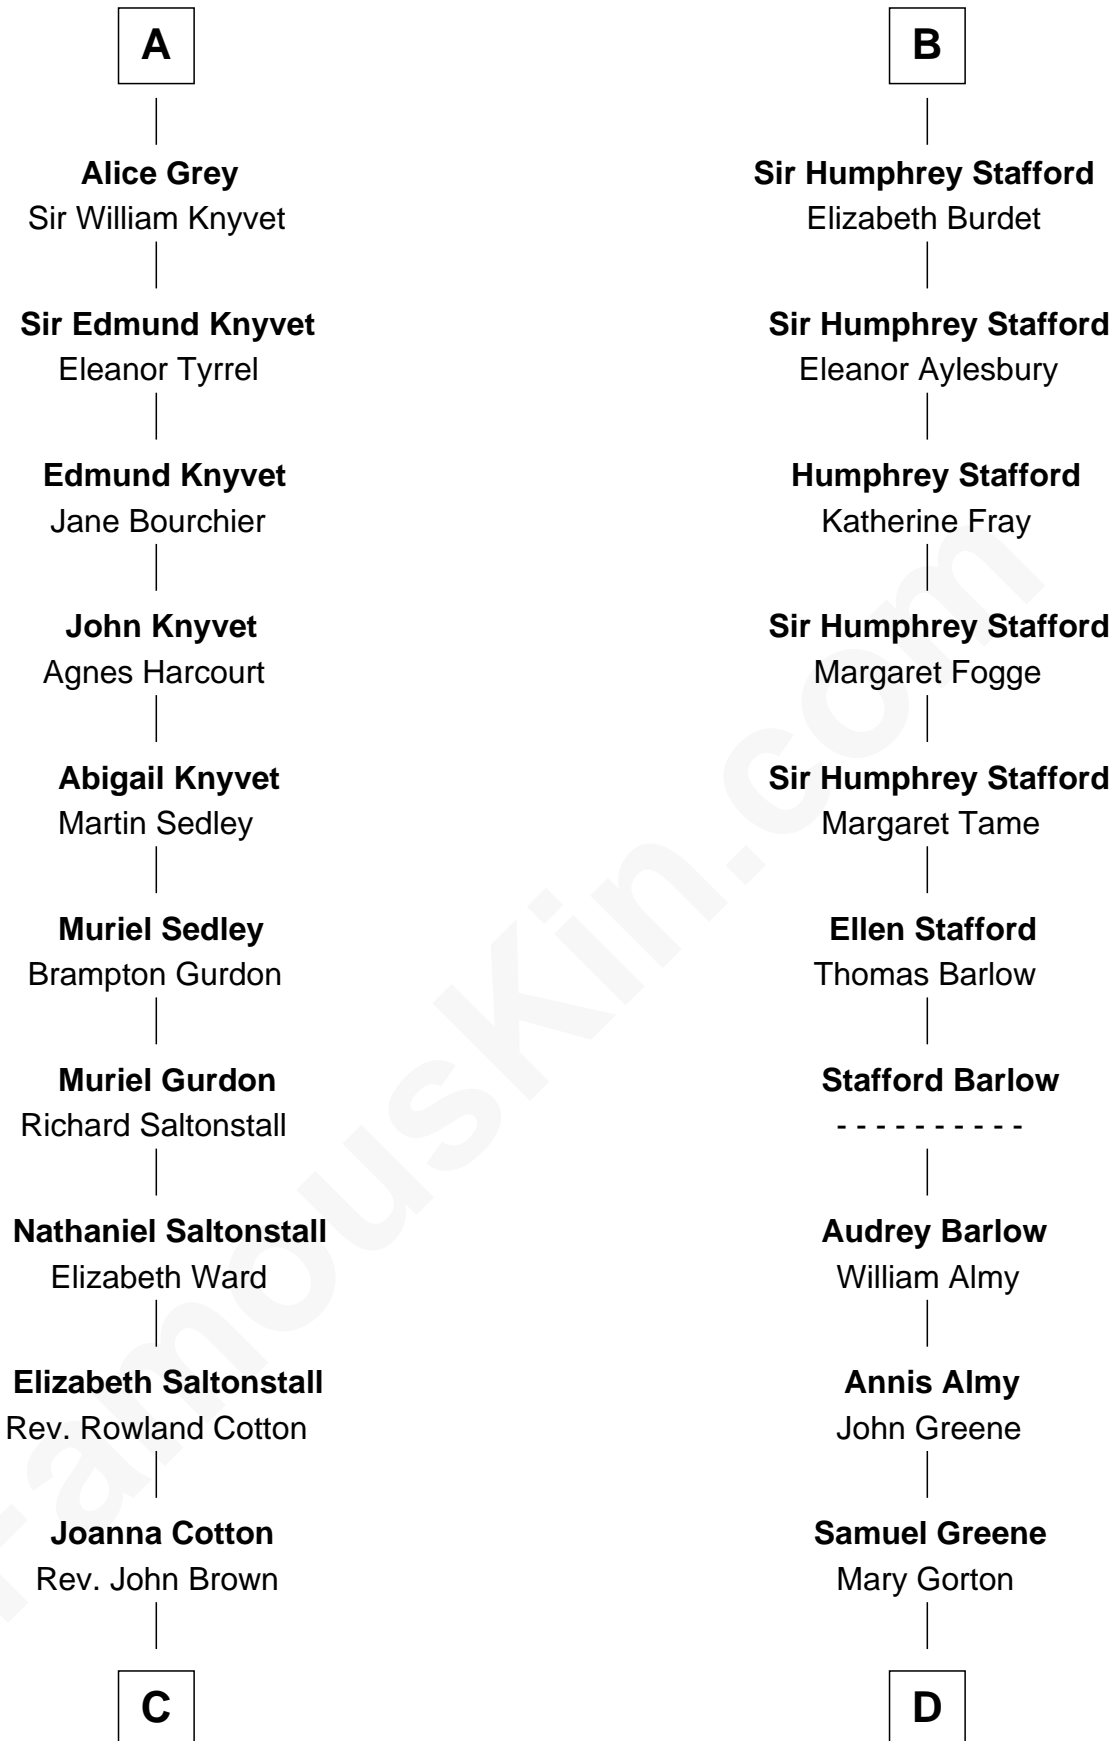 A
Alice Grey
Sir William Knyvet
Sir Edmund Knyvet
Eleanor Tyrrel
Edmund Knyvet
Jane Bourchier
John Knyvet
Agnes Harcourt
Abigail Knyvet
Martin Sedley
Muriel Sedley
Brampton Gurdon
Muriel Gurdon
Richard Saltonstall
Nathaniel Saltonstall
Elizabeth Ward
Elizabeth Saltonstall
Rev. Rowland Cotton
Joanna Cotton
Rev. John Brown
C
B
Sir Humphrey Stafford
Elizabeth Burdet
Sir Humphrey Stafford
Eleanor Aylesbury
Humphrey Stafford
Katherine Fray
Sir Humphrey Stafford
Margaret Fogge
Sir Humphrey Stafford
Margaret Tame
Ellen Stafford
Thomas Barlow
Stafford Barlow
- - - - - - - - - -
Audrey Barlow
William Almy
Annis Almy
John Greene
Samuel Greene
Mary Gorton
D
FamousKin.com